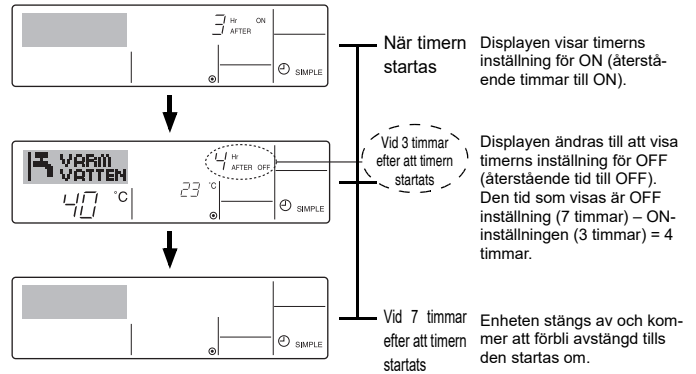 3 Hr ON
AFTER
SIMPLE
När timern
startas
Displayen visar timerns
inställning för ON (återstå-
ende timmar till ON).
VARM
VATTEN
4 Hr
AFTER OFF
40 °C
23 °C
SIMPLE
Vid 3 timmar
efter att timern
startats
Displayen ändras till att visa
timerns inställning för OFF
(återstående tid till OFF).
Den tid som visas är OFF
inställning (7 timmar) – ON-
inställningen (3 timmar) = 4
timmar.
SIMPLE
Vid 7 timmar
efter att timern
startats
Enheten stängs av och kom-
mer att förbli avstängd tills
den startas om.